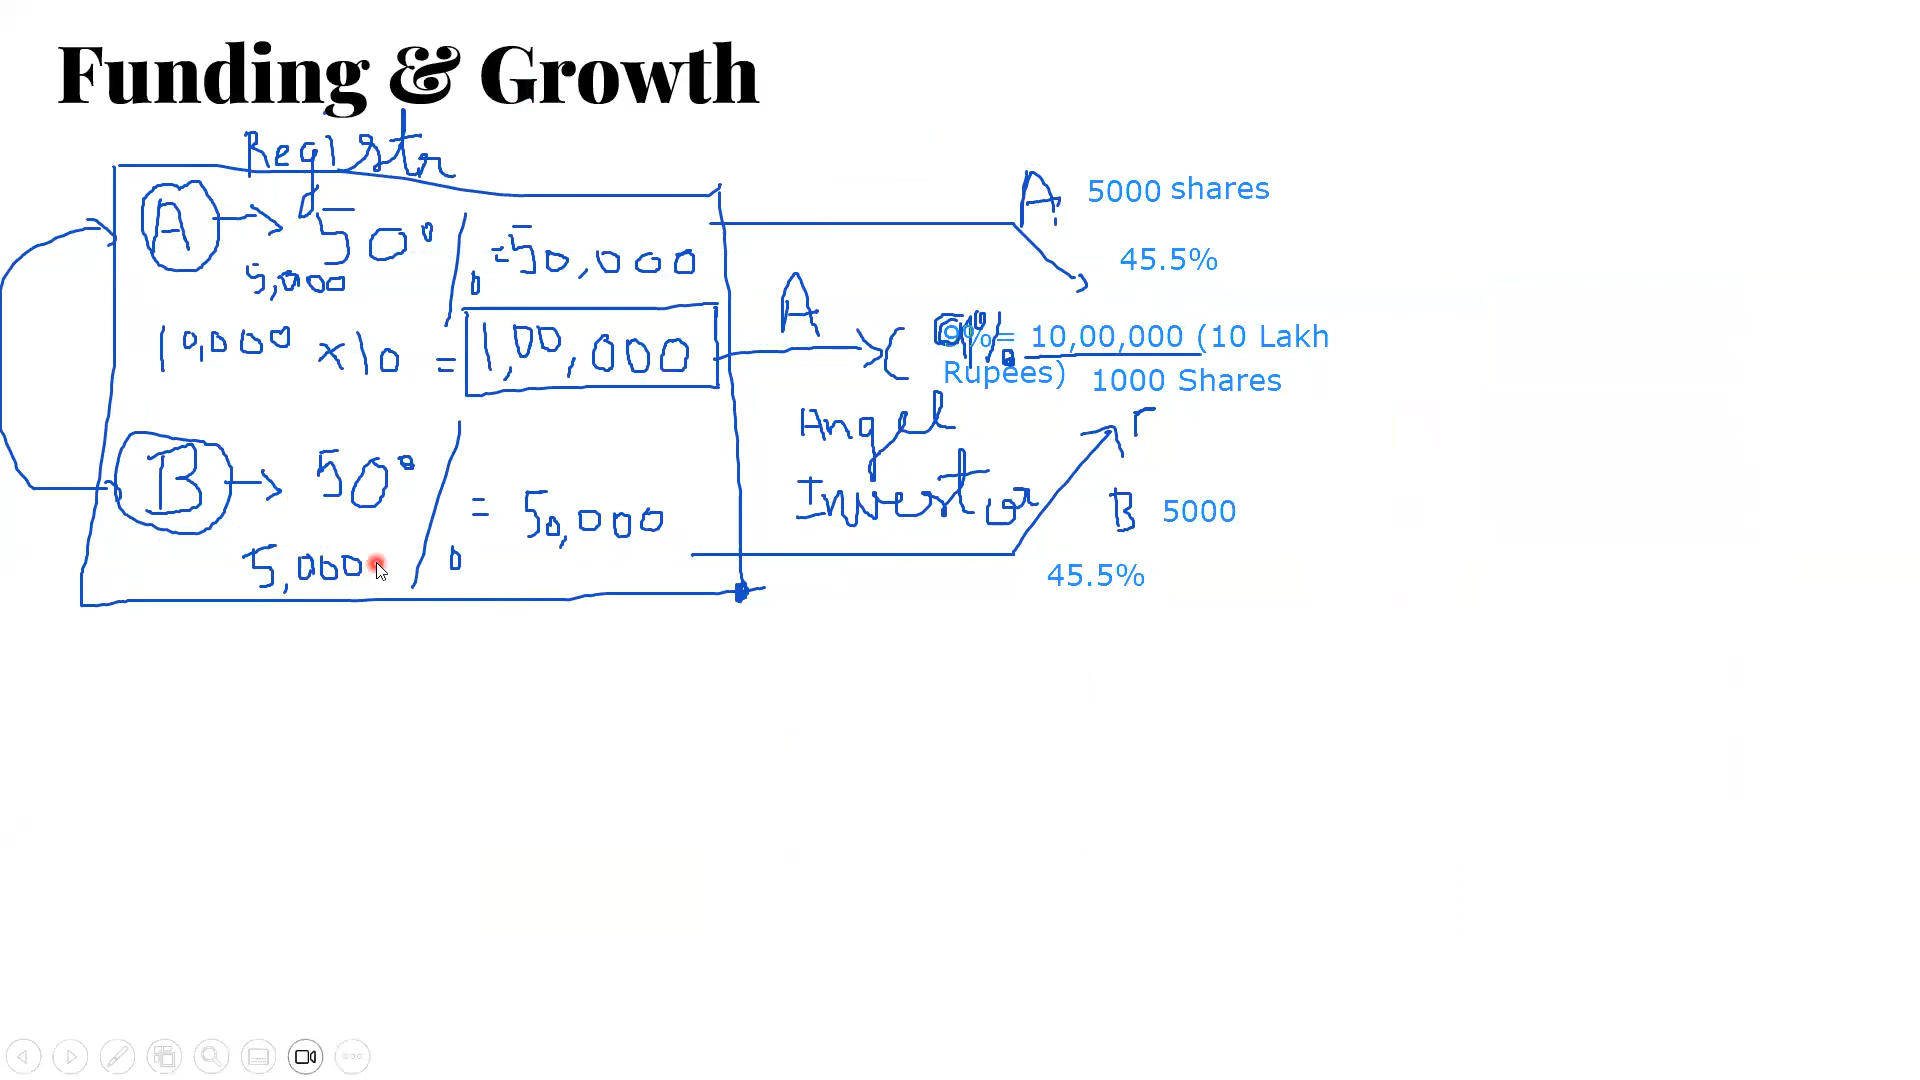 Funding & Growth
Registr
A → 50% = 50,000
5,000
10,000 x 10 = 1,00,000
B → 50% = 50,000
5,000
A
Angel
Investor
A 5000 shares
45.5%
9%= 10,00,000 (10 Lakh
Rupees) 1000 Shares
B 5000
45.5%